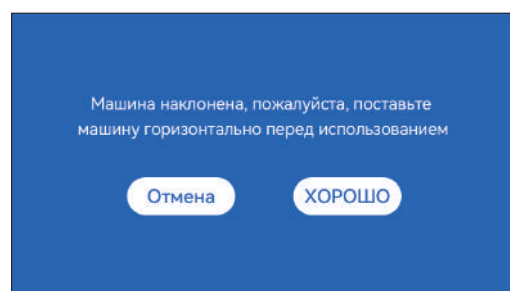 Машина наклонена, пожалуйста, поставьте
машину горизонтально перед использованием
Отмена
ХОРОШО